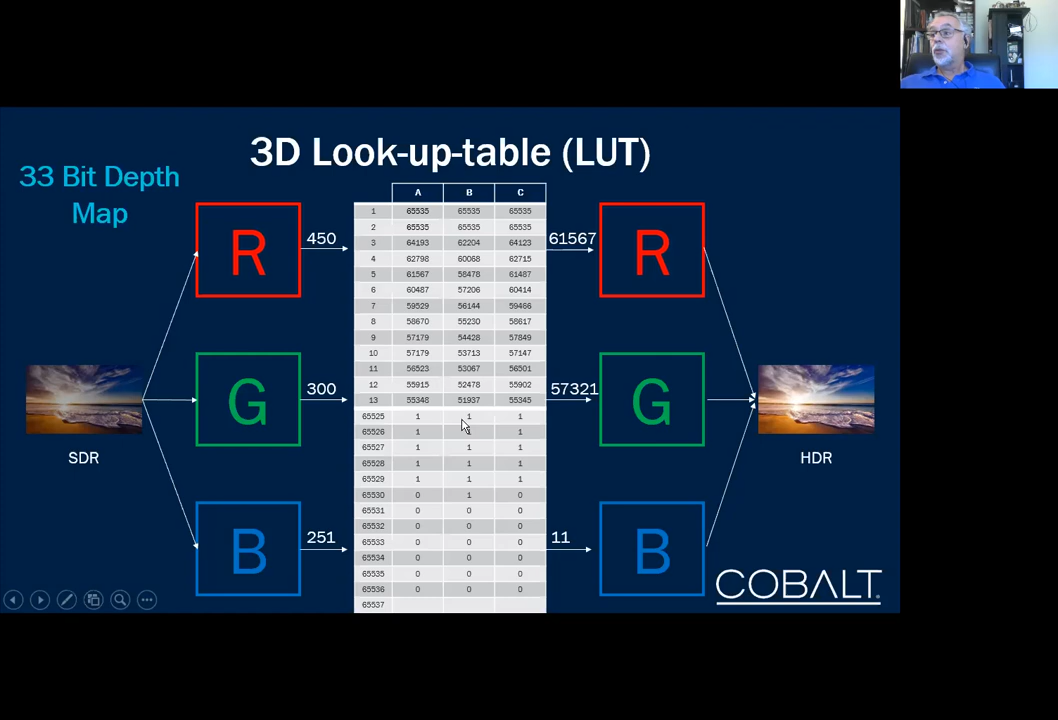 3D Look-up-table (LUT)
33 Bit Depth
Map
A B C
1 65535 65535 65535
2 65535 65535 65535
3 64193 62204 64123
4 62798 60068 62715
5 61567 58478 61487
6 60487 57206 60414
7 59529 56144 59466
8 58670 55230 58617
9 57179 54428 57849
10 57179 53713 57147
11 56523 53067 56501
12 55915 52478 55902
13 55348 51937 55345
65525 1 1 1
65526 1 1 1
65527 1 1 1
65528 1 1 1
65529 1 1 1
65530 0 1 0
65531 0 0 0
65532 0 0 0
65533 0 0 0
65534 0 0 0
65535 0 0 0
65536 0 0 0
65537
R 450 61567 R
G 300 57321 G
B 251 11 B
SDR
HDR
COBALT